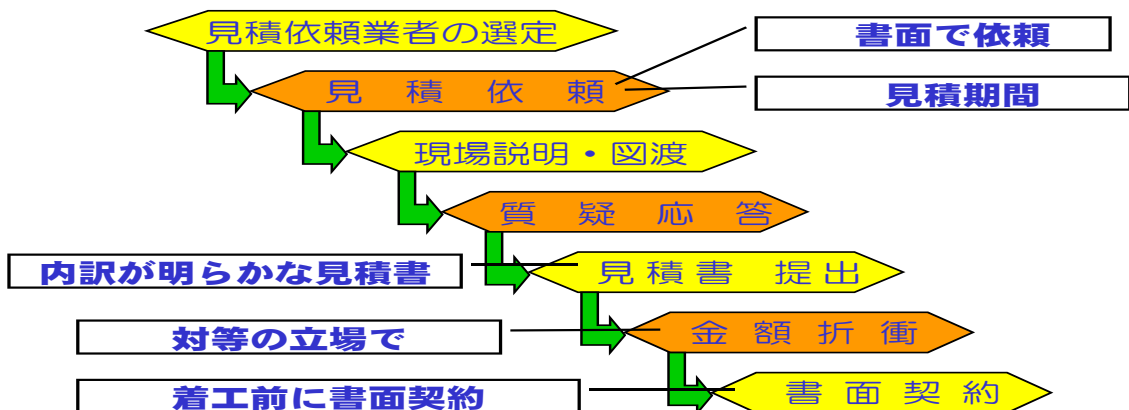 見積依頼業者の選定
書面で依頼
見積依頼
見積期間
現場説明・図渡
質疑応答
内訳が明らかな見積書
見積書 提出
対等の立場で
金額折衝
着工前に書面契約
書面契約